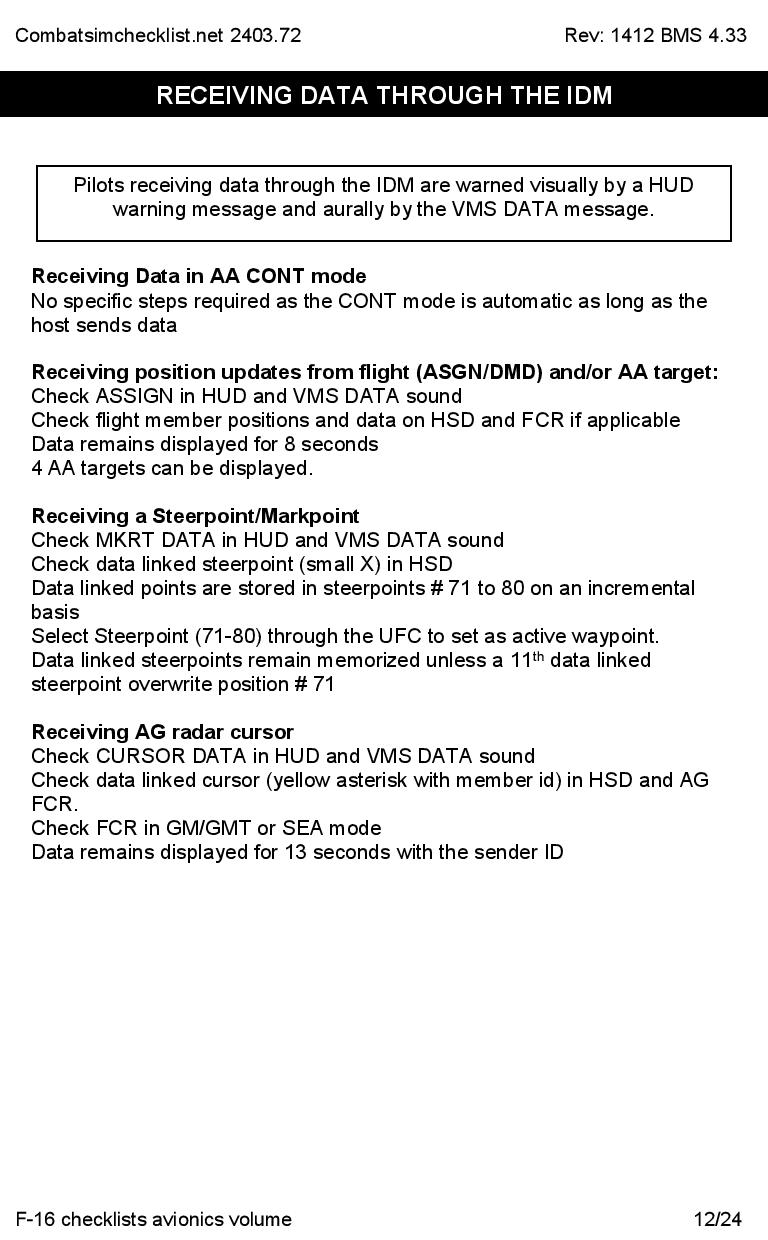 Combatsimchecklist.net 2403.72 Rev: 1412 BMS 4.33
RECEIVING DATA THROUGH THE IDM
Pilots receiving data through the IDM are warned visually by a HUD
warning message and aurally by the VMS DATA message.
Receiving Data in AA CONT mode
No specific steps required as the CONT mode is automatic as long as the
host sends data
Receiving position updates from flight (ASGN/DMD) and/or AA target:
Check ASSIGN in HUD and VMS DATA sound
Check flight member positions and data on HSD and FCR if applicable
Data remains displayed for 8 seconds
4 AA targets can be displayed.
Receiving a Steerpoint/Markpoint
Check MKRT DATA in HUD and VMS DATA sound
Check data linked steerpoint (small X) in HSD
Data linked points are stored in steerpoints # 71 to 80 on an incremental
basis
Select Steerpoint (71-80) through the UFC to set as active waypoint.
Data linked steerpoints remain memorized unless a 11th data linked
steerpoint overwrite position # 71
Receiving AG radar cursor
Check CURSOR DATA in HUD and VMS DATA sound
Check data linked cursor (yellow asterisk with member id) in HSD and AG
FCR.
Check FCR in GM/GMT or SEA mode
Data remains displayed for 13 seconds with the sender ID
F-16 checklists avionics volume 12/24